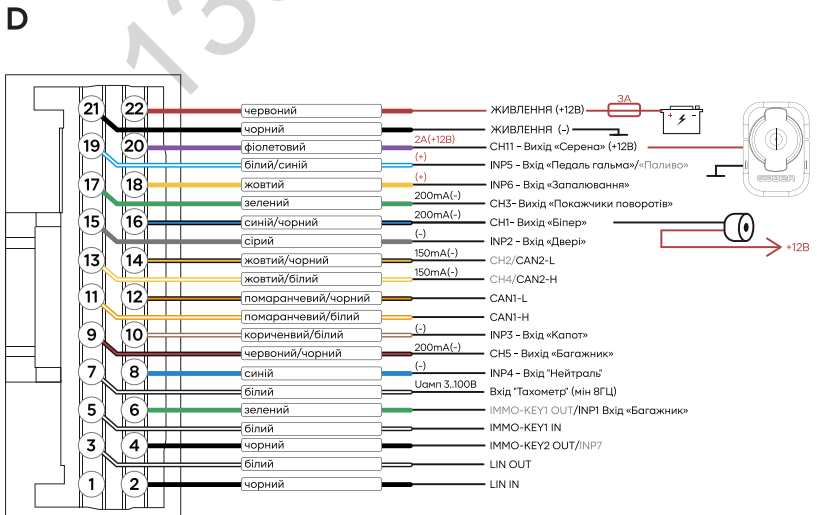 D
13
22 червоний ЖИВЛЕННЯ (+12В) 3А
21 чорний ЖИВЛЕННЯ (-)
20 фіолетовий 2А(+12В) CH11 - Вихід «Серена» (+12В)
19 білий/синій (+) INP5 - Вхід «Педаль гальма»/«Паливо»
18 жовтий (+) INP6 - Вхід «Запалювання»
17 зелений 200mA(-) CH3- Вихід «Покажчики поворотів»
16 синій/чорний 200mA(-) CH1- Вихід «Біпер»
15 сірий (-) INP2 - Вхід «Двері»
+12В
14 жовтий/чорний 150mA(-) CH2/CAN2-L
13 жовтий/білий 150mA(-) CH4/CAN2-H
12 помаранчевий/чорний CAN1-L
11 помаранчевий/білий CAN1-H
10 кориченвий/білий (-) INP3 - Вхід «Капот»
9 червоний/чорний 200mA(-) CH5 - Вихід «Багажник»
8 синій (-) INP4 - Вхід "Нейтраль"
7 білий Uамп 3..100В Вхід "Тахометр" (мін 8ГЦ)
6 зелений IMMO-KEY1 OUT/INP1 Вхід «Багажник»
5 білий IMMO-KEY1 IN
4 чорний IMMO-KEY2 OUT/INP7
3 білий LIN OUT
1 2 чорний LIN IN